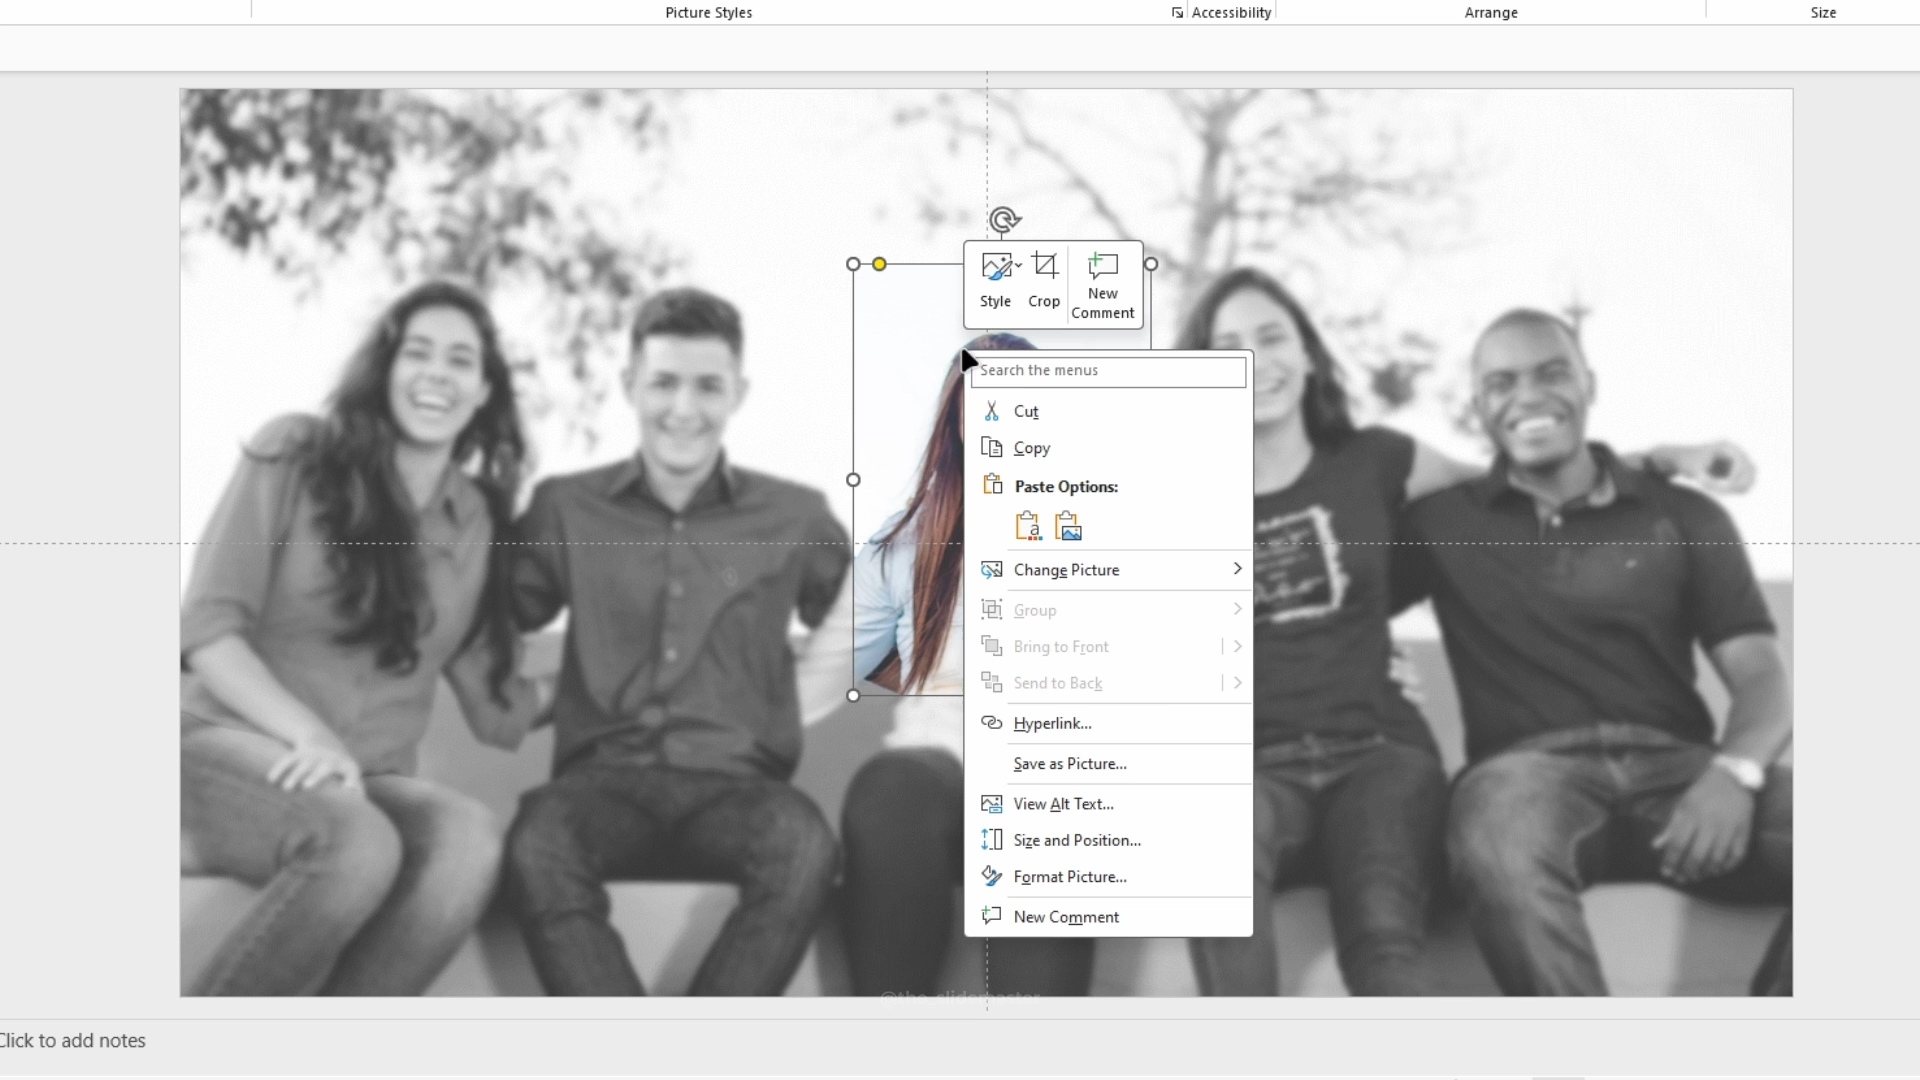 Picture Styles
Accessibility
Arrange
Size
Style
Crop
New
Comment
Search the menus
Cut
Copy
Paste Options:
Change Picture
Group
Bring to Front
Send to Back
Hyperlink...
Save as Picture...
View Alt Text...
Size and Position...
Format Picture...
New Comment
@the_slidemaster
Click to add notes